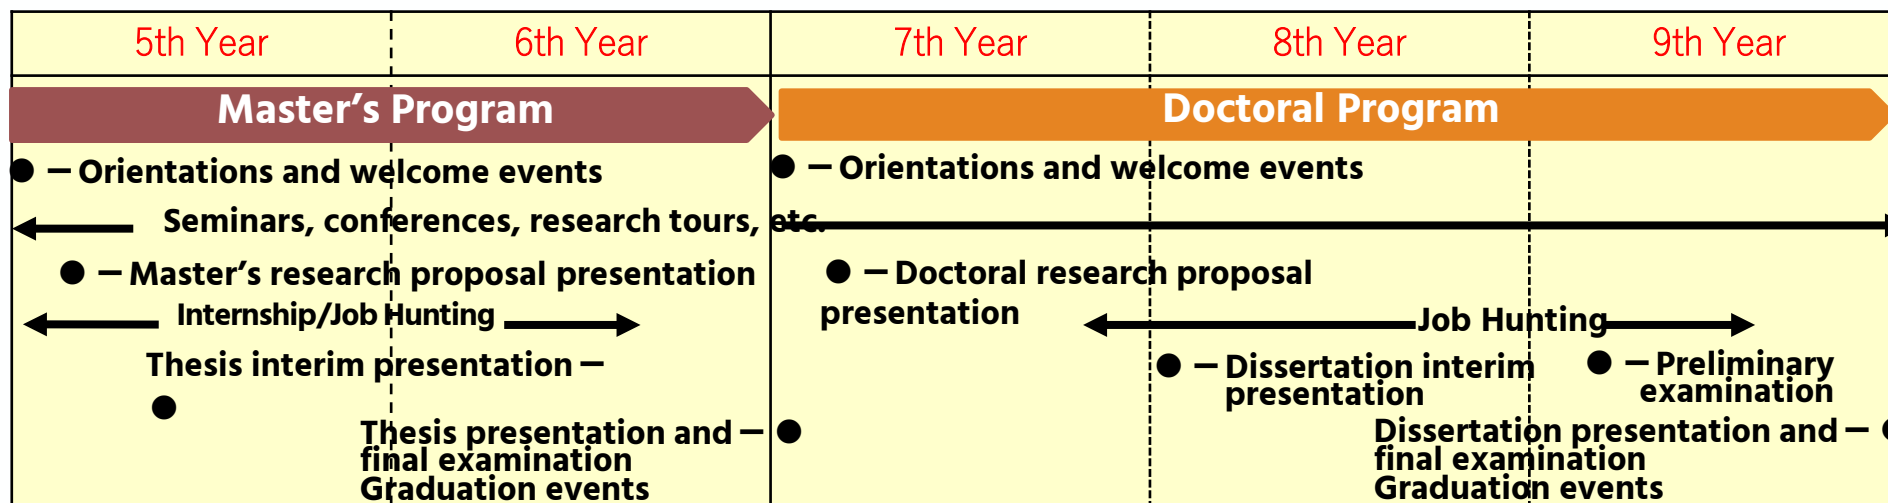 5th Year
6th Year
7th Year
8th Year
9th Year
Master’s Program
Doctoral Program
● – Orientations and welcome events
● – Orientations and welcome events
Seminars, conferences, research tours, etc.
● – Master’s research proposal presentation
● – Doctoral research proposal
presentation
Internship/Job Hunting
Job Hunting
Thesis interim presentation –
●
● – Dissertation interim
presentation
● – Preliminary
examination
Thesis presentation and – ●
final examination
Graduation events
Dissertation presentation and – ●
final examination
Graduation events